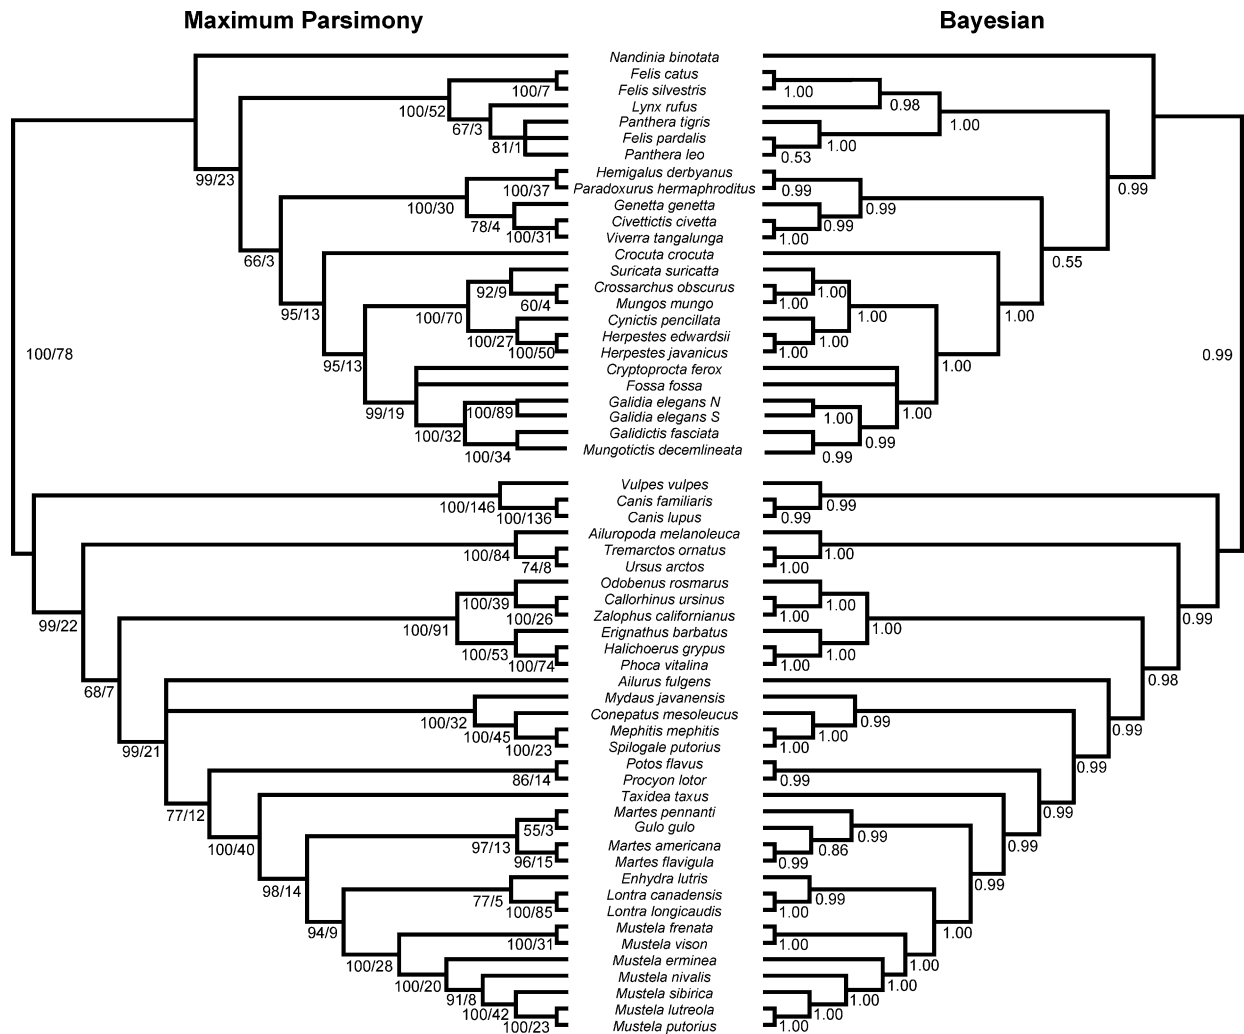 Maximum Parsimony
Bayesian
Nandinia binotata
Felis catus
100/7
1.00
Felis silvestris
100/52
Lynx rufus
0.98
67/3
Panthera tigris
1.00
Felis pardalis
1.00
81/1
Panthera leo
0.53
99/23
Hemigalus derbyanus
0.99
100/37
Paradoxurus hermaphroditus
0.99
100/30
Genetta genetta
0.99
78/4
Civettictis civetta
0.99
100/31
Viverra tangalunga
1.00
66/3
Crocuta crocuta
0.55
Suricata suricatta
92/9
Crossarchus obscurus
1.00
60/4
Mungos mungo
1.00
95/13
100/70
Cynictis pencillata
1.00
1.00
100/27
Herpestes edwardsii
1.00
100/50
Herpestes javanicus
1.00
100/78
0.99
95/13
Cryptoprocta ferox
1.00
Fossa fossa
99/19
Galidia elegans N
1.00
100/89
Galidia elegans S
1.00
100/32
Galidictis fasciata
0.99
100/34
Mungotictis decemlineata
0.99
Vulpes vulpes
100/146
Canis familiaris
0.99
100/136
Canis lupus
0.99
Ailuropoda melanoleuca
100/84
Tremarctos ornatus
1.00
74/8
Ursus arctos
1.00
Odobenus rosmarus
100/39
Callorhinus ursinus
1.00
100/26
Zalophus californianus
1.00
99/22
0.99
100/91
Erignathus barbatus
1.00
100/53
Halichoerus grypus
1.00
100/74
Phoca vitalina
1.00
68/7
Ailurus fulgens
0.98
Mydaus javanensis
100/32
Conepatus mesoleucus
0.99
100/45
Mephitis mephitis
1.00
100/23
Spilogale putorius
1.00
99/21
0.99
Potos flavus
0.99
86/14
Procyon lotor
0.99
Taxidea taxus
77/12
Martes pennanti
0.99
55/3
Gulo gulo
0.99
100/40
97/13
Martes americana
0.86
0.99
96/15
Martes flavigula
0.99
98/14
Enhydra lutris
0.99
77/5
Lontra canadensis
0.99
100/85
Lontra longicaudis
1.00
94/9
Mustela frenata
1.00
100/31
Mustela vison
1.00
100/28
Mustela erminea
1.00
100/20
Mustela nivalis
1.00
91/8
Mustela sibirica
1.00
100/42
Mustela lutreola
1.00
100/23
Mustela putorius
1.00